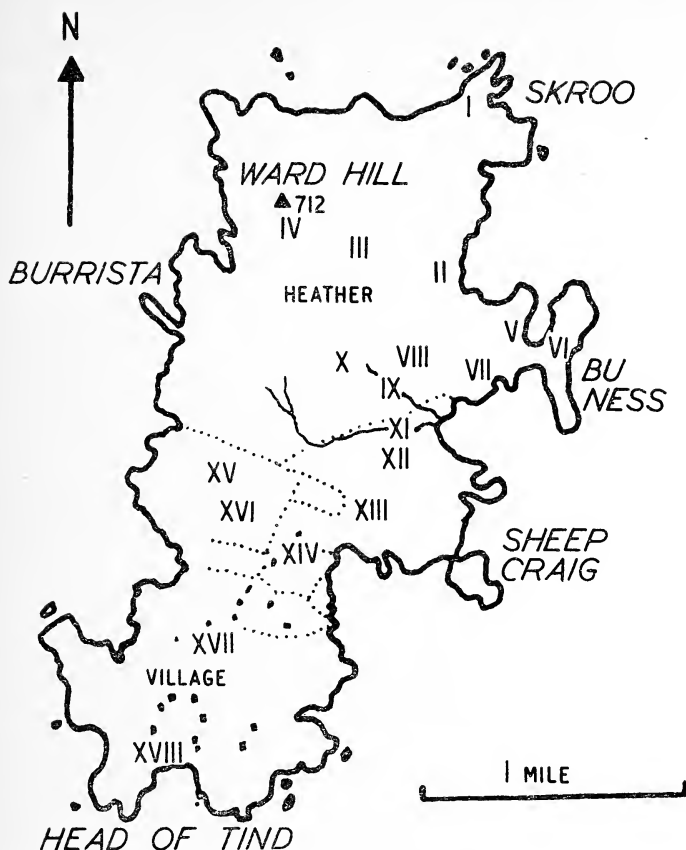 N
SKROO
I
WARD HILL
712
IV
III
II
BURRISTA
HEATHER
V
VI
X
VIII
VII
IX
BU
NESS
XI
XII
XV
XVI
XIII
SHEEP
CRAIG
XIV
XVII
VILLAGE
XVIII
1 MILE
HEAD OF TIND